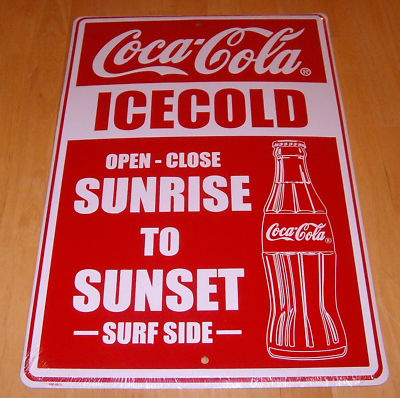 Coca-Cola®
ICECOLD
OPEN - CLOSE
SUNRISE
TO
SUNSET
— SURF SIDE —
Coca-Cola®